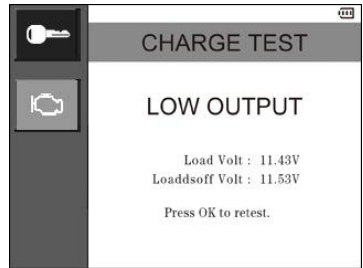 CHARGE TEST
LOW OUTPUT
Load Volt : 11.43V
Loaddsoff Volt : 11.53V
Press OK to retest.